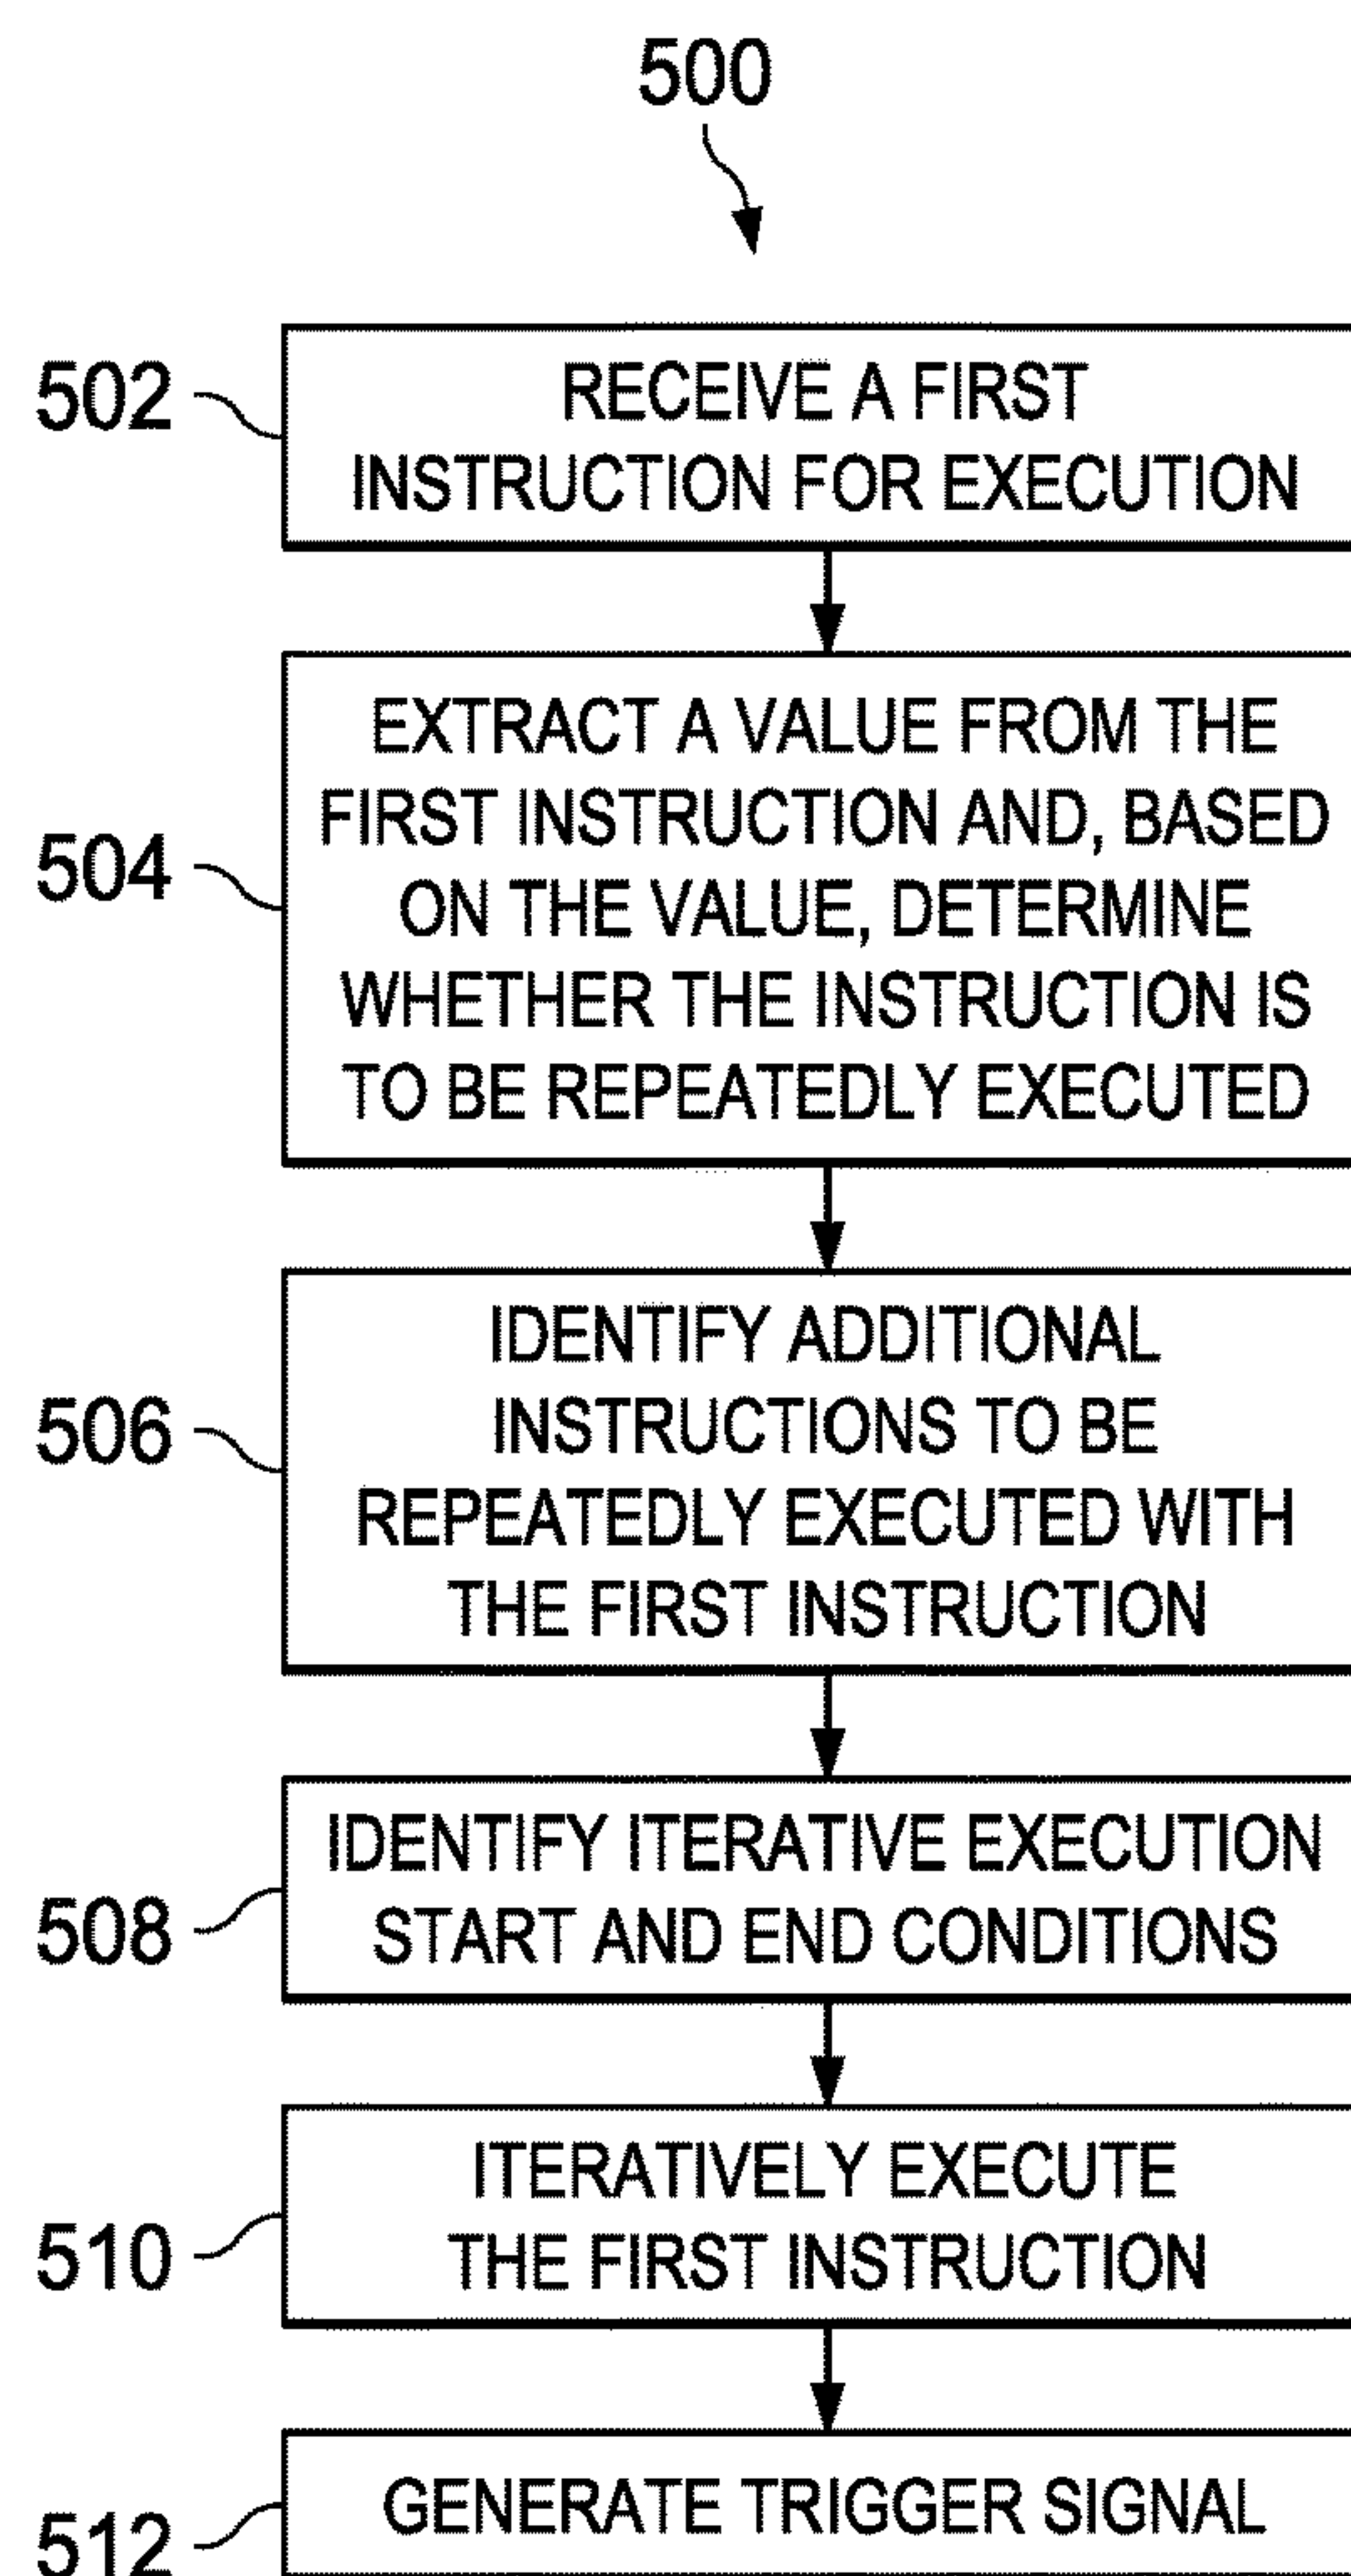 500
502
RECEIVE A FIRST
INSTRUCTION FOR EXECUTION
504
EXTRACT A VALUE FROM THE
FIRST INSTRUCTION AND, BASED
ON THE VALUE, DETERMINE
WHETHER THE INSTRUCTION IS
TO BE REPEATEDLY EXECUTED
506
IDENTIFY ADDITIONAL
INSTRUCTIONS TO BE
REPEATEDLY EXECUTED WITH
THE FIRST INSTRUCTION
508
IDENTIFY ITERATIVE EXECUTION
START AND END CONDITIONS
510
ITERATIVELY EXECUTE
THE FIRST INSTRUCTION
512
GENERATE TRIGGER SIGNAL